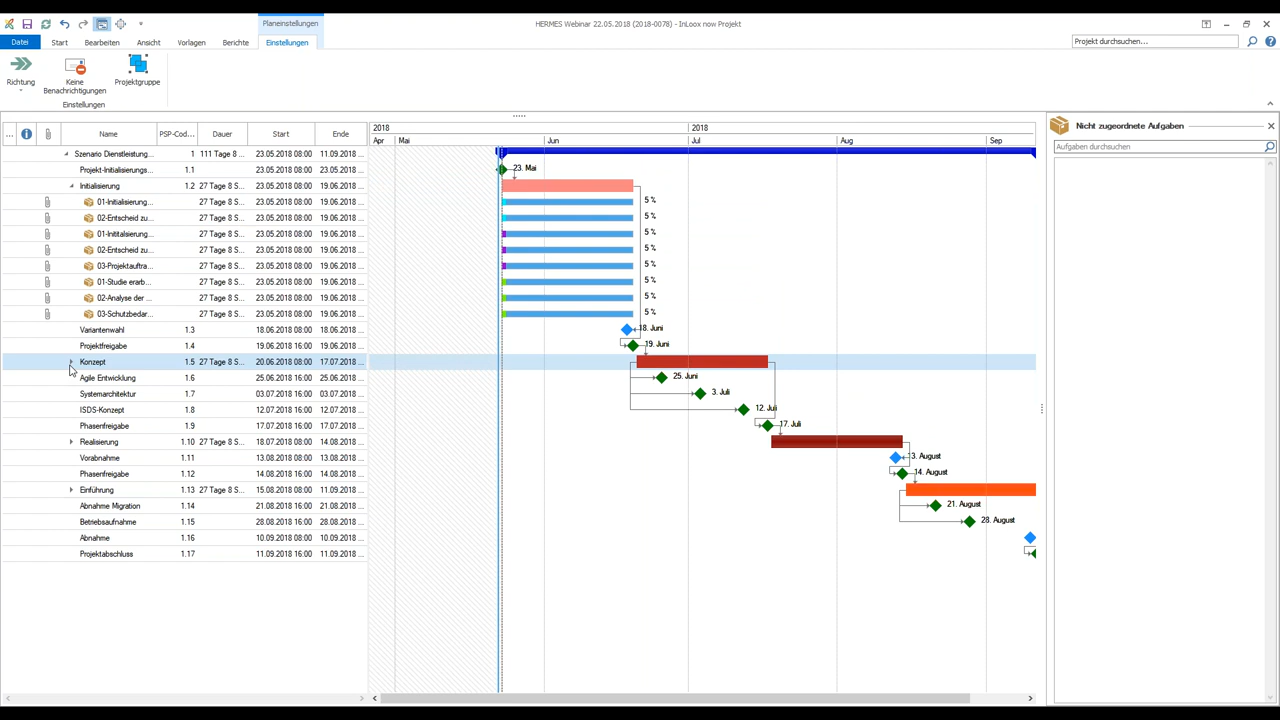 Planeinstellungen
HERMES Webinar 22.05.2018 (2018-0078) - InLoox now Projekt
Datei Start Bearbeiten Ansicht Vorlagen Berichte Einstellungen
Projekt durchsuchen...
Richtung Keine Benachrichtigungen Projektgruppe
Einstellungen
... Name PSP-Cod... Dauer Start Ende
2018 2018
Apr Mai Jun Jul Aug Sep
Nicht zugeordnete Aufgaben
Aufgaben durchsuchen
Szenario Dienstleistung... 1 111 Tage 8 ... 23.05.2018 08:00 11.09.2018 ...
Projekt-Initialisierungs... 1.1 23.05.2018 08:00 23.05.2018 ... 23. Mai
Initialisierung 1.2 27 Tage 8 S... 23.05.2018 08:00 19.06.2018 ...
01-Initialisierung... 27 Tage 8 S... 23.05.2018 08:00 19.06.2018 ... 5 %
02-Entscheid zu... 27 Tage 8 S... 23.05.2018 08:00 19.06.2018 ... 5 %
01-Inititalsierung... 27 Tage 8 S... 23.05.2018 08:00 19.06.2018 ... 5 %
02-Entscheid zu... 27 Tage 8 S... 23.05.2018 08:00 19.06.2018 ... 5 %
03-Projektauftra... 27 Tage 8 S... 23.05.2018 08:00 19.06.2018 ... 5 %
01-Studie erarb... 27 Tage 8 S... 23.05.2018 08:00 19.06.2018 ... 5 %
02-Analyse der ... 27 Tage 8 S... 23.05.2018 08:00 19.06.2018 ... 5 %
03-Schutzbedar... 27 Tage 8 S... 23.05.2018 08:00 19.06.2018 ... 5 %
Variantenwahl 1.3 18.06.2018 08:00 18.06.2018 ... 18. Juni
Projektfreigabe 1.4 19.06.2018 16:00 19.06.2018 ... 19. Juni
Konzept 1.5 27 Tage 8 S... 20.06.2018 08:00 17.07.2018 ...
Agile Entwicklung 1.6 25.06.2018 16:00 25.06.2018 ... 25. Juni
Systemarchitektur 1.7 03.07.2018 16:00 03.07.2018 ... 3. Juli
ISDS-Konzept 1.8 12.07.2018 16:00 12.07.2018 ... 12. Juli
Phasenfreigabe 1.9 17.07.2018 16:00 17.07.2018 ... 17. Juli
Realisierung 1.10 27 Tage 8 S... 18.07.2018 08:00 14.08.2018 ...
Vorabnahme 1.11 13.08.2018 08:00 13.08.2018 ... 13. August
Phasenfreigabe 1.12 14.08.2018 16:00 14.08.2018 ... 14. August
Einführung 1.13 27 Tage 8 S... 15.08.2018 08:00 11.09.2018 ...
Abnahme Migration 1.14 21.08.2018 16:00 21.08.2018 ... 21. August
Betriebsaufnahme 1.15 28.08.2018 16:00 28.08.2018 ... 28. August
Abnahme 1.16 10.09.2018 08:00 10.09.2018 ...
Projektabschluss 1.17 11.09.2018 16:00 11.09.2018 ...